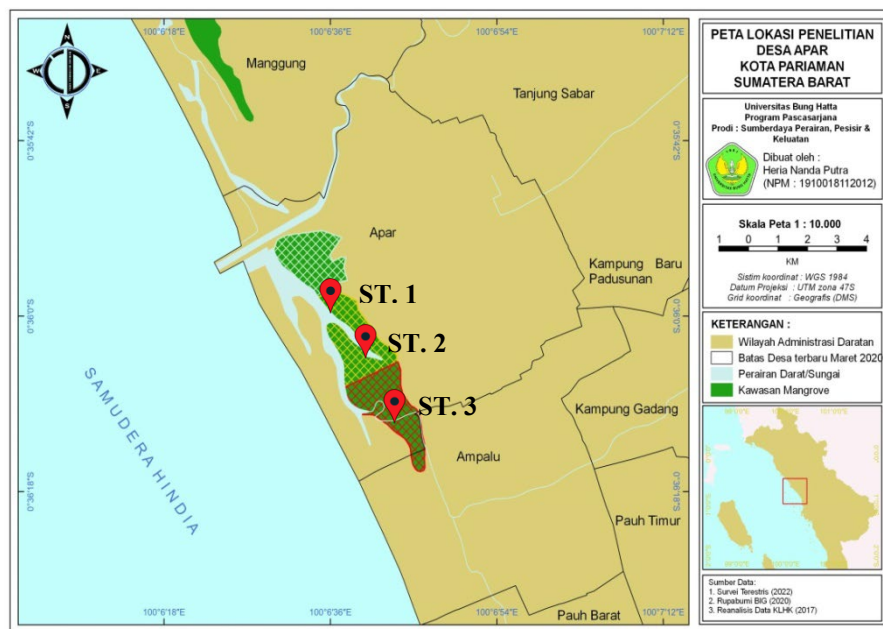 100°6'18"E
100°6'36"E
100°6'54"E
100°7'12"E
N
W
E
S
Manggung
Tanjung Sabar
0°35'42"S
0°35'42"S
Apar
Kampung Baru
Padusunan
ST. 1
0°36'0"S
0°36'0"S
ST. 2
ST. 3
Kampung Gadang
SAMUDERA HINDIA
Ampalu
0°36'18"S
0°36'18"S
Pauh Timur
Pauh Barat
100°6'18"E
100°6'36"E
100°6'54"E
100°7'12"E
PETA LOKASI PENELITIAN
DESA APAR
KOTA PARIAMAN
SUMATERA BARAT
Universitas Bung Hatta
Program Pascasarjana
Prodi : Sumberdaya Perairan, Pesisir &
Keluatan
Dibuat oleh :
Heria Nanda Putra
(NPM : 1910018112012)
Skala Peta 1 : 10.000
1 0 1 2 3 4
KM
Sistim koordinat : WGS 1984
Datum Projeksi : UTM zona 47S
Grid koordinat : Geografis (DMS)
KETERANGAN :
Wilayah Administrasi Daratan
Batas Desa terbaru Maret 2020
Perairan Darat/Sungai
Kawasan Mangrove
Sumber Data:
1. Survei Terestris (2022)
2. Rupabumi BIG (2020)
3. Reanalisis Data KLHK (2017)